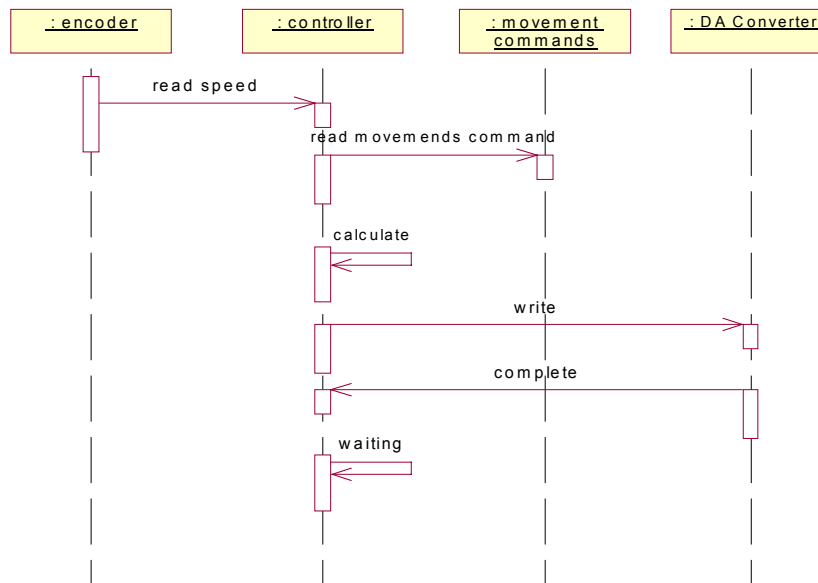 : encoder
: controller
: movement
commands
: DA Converter
read speed
read movemends command
calculate
write
complete
waiting